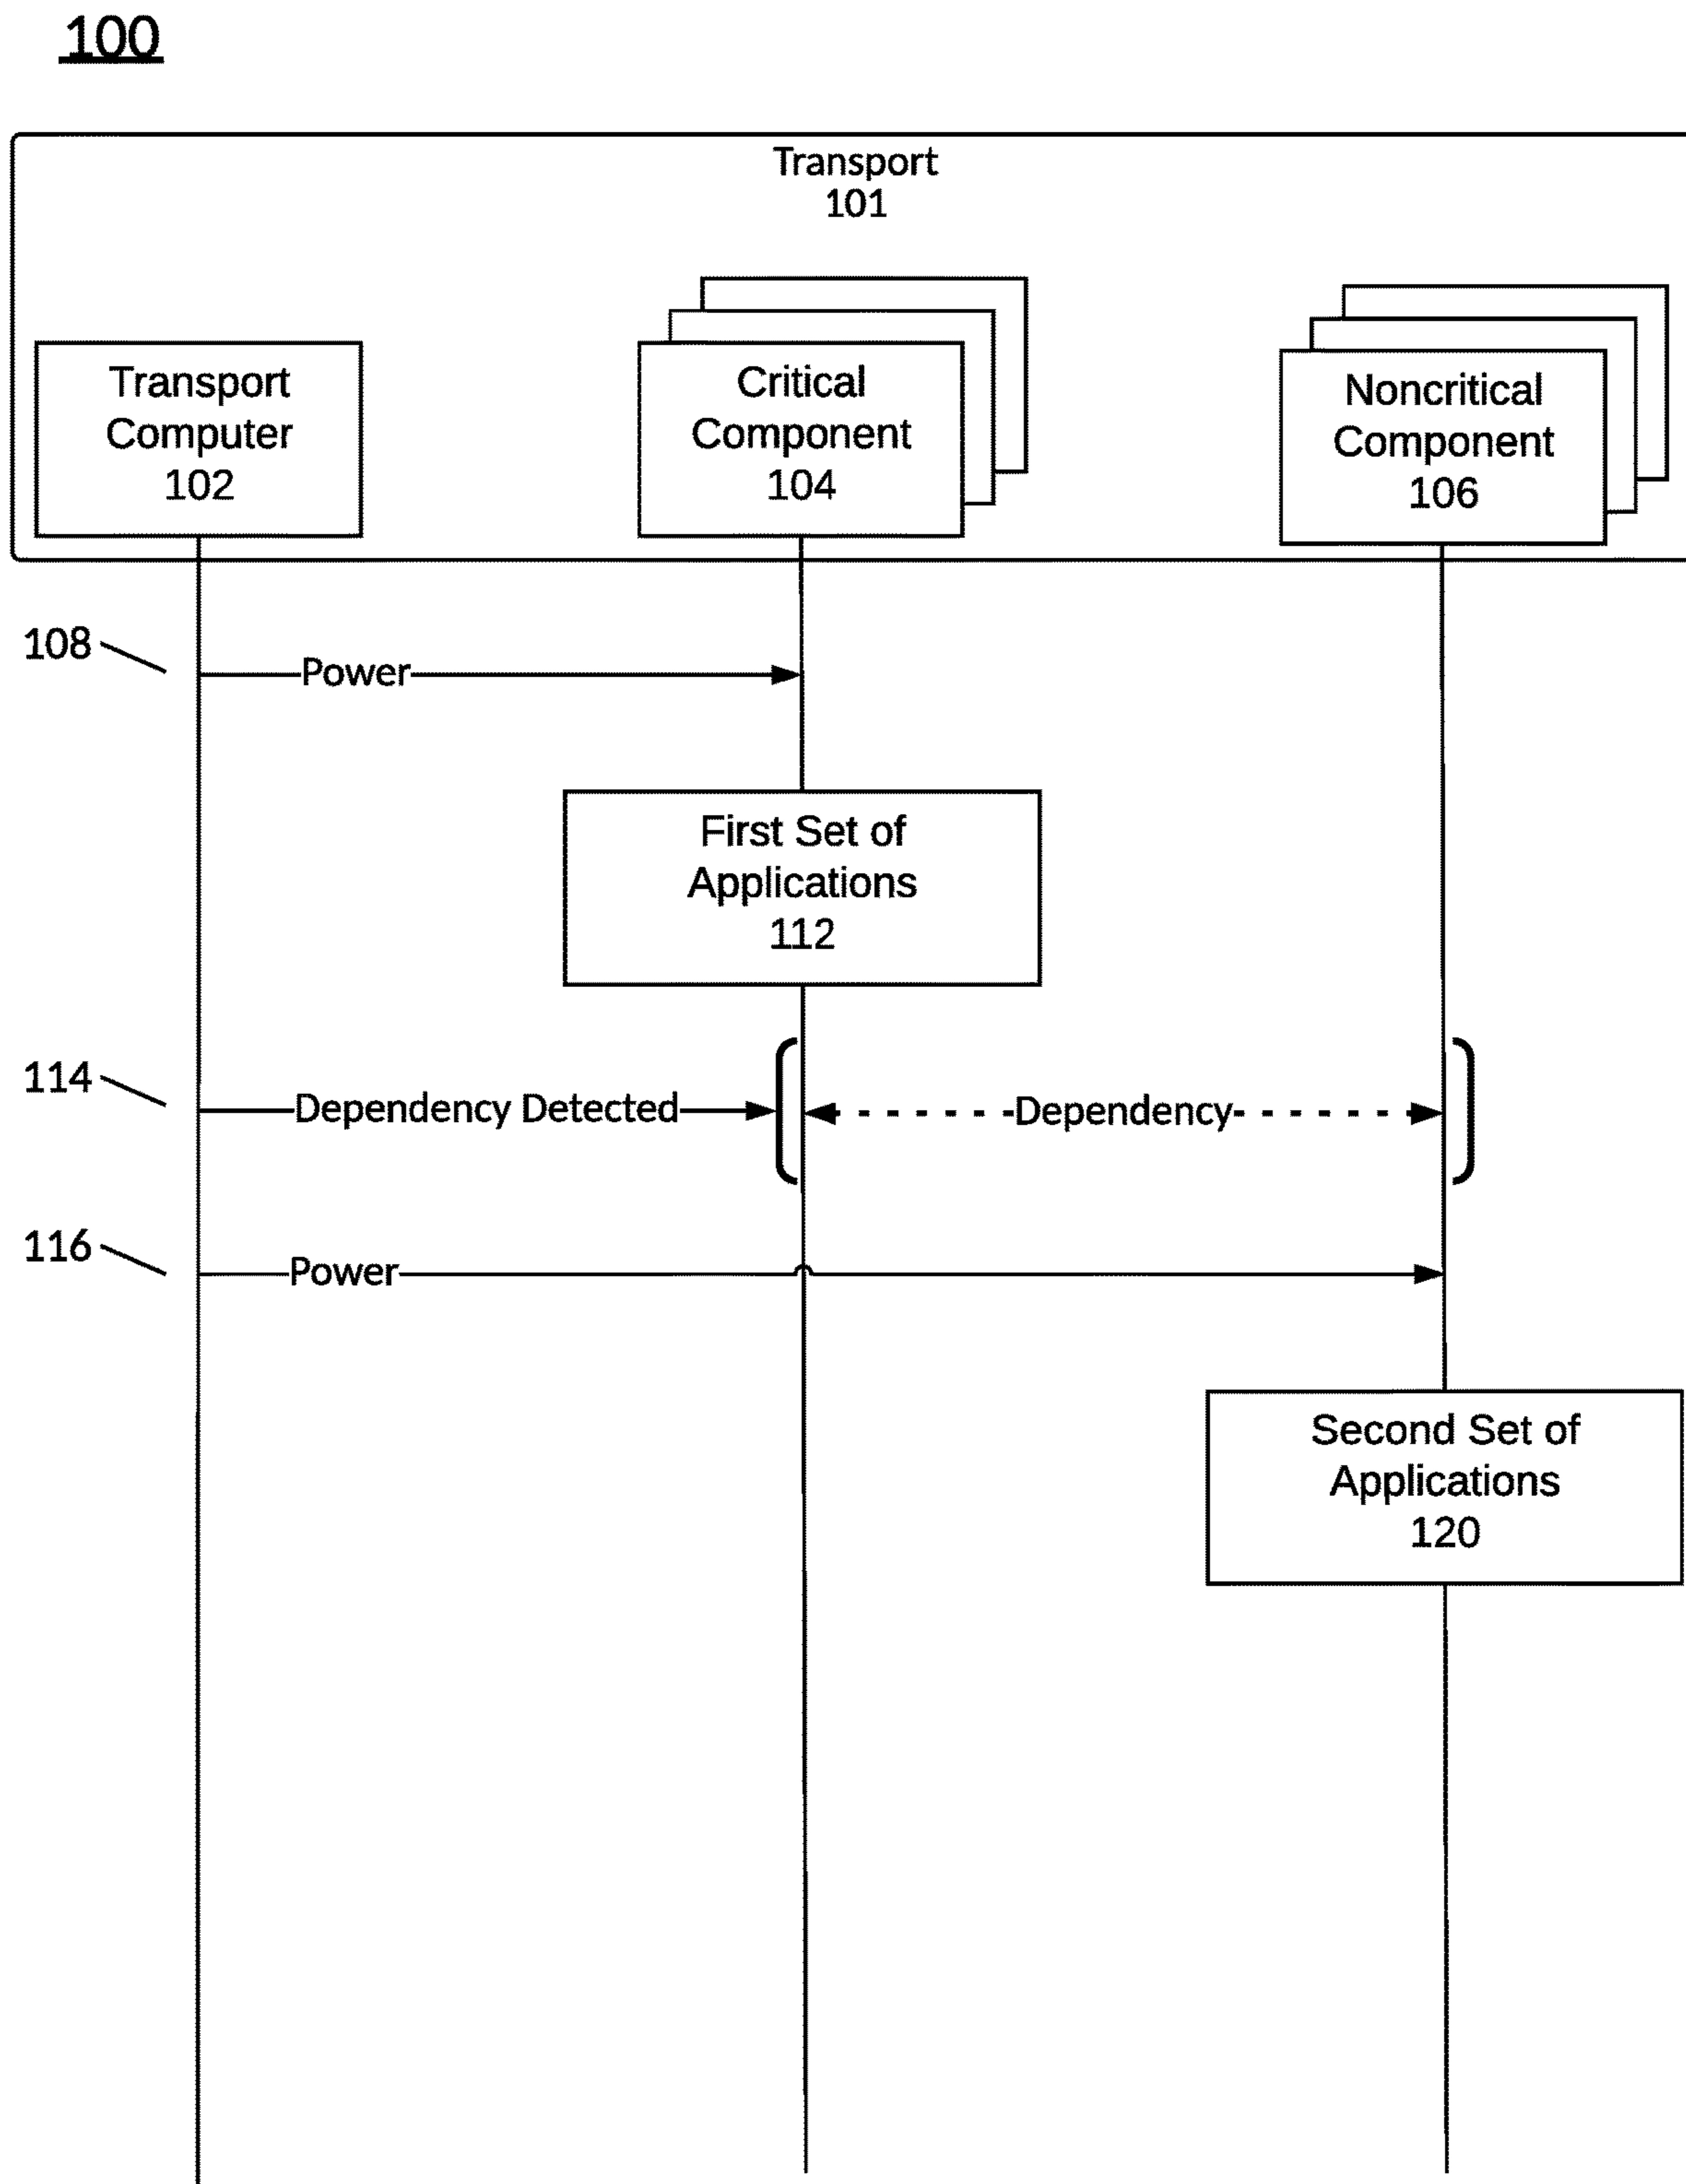 100
Transport
101
Transport
Computer
102
Critical
Component
104
Noncritical
Component
106
108
Power
First Set of
Applications
112
114
Dependency Detected
Dependency
116
Power
Second Set of
Applications
120